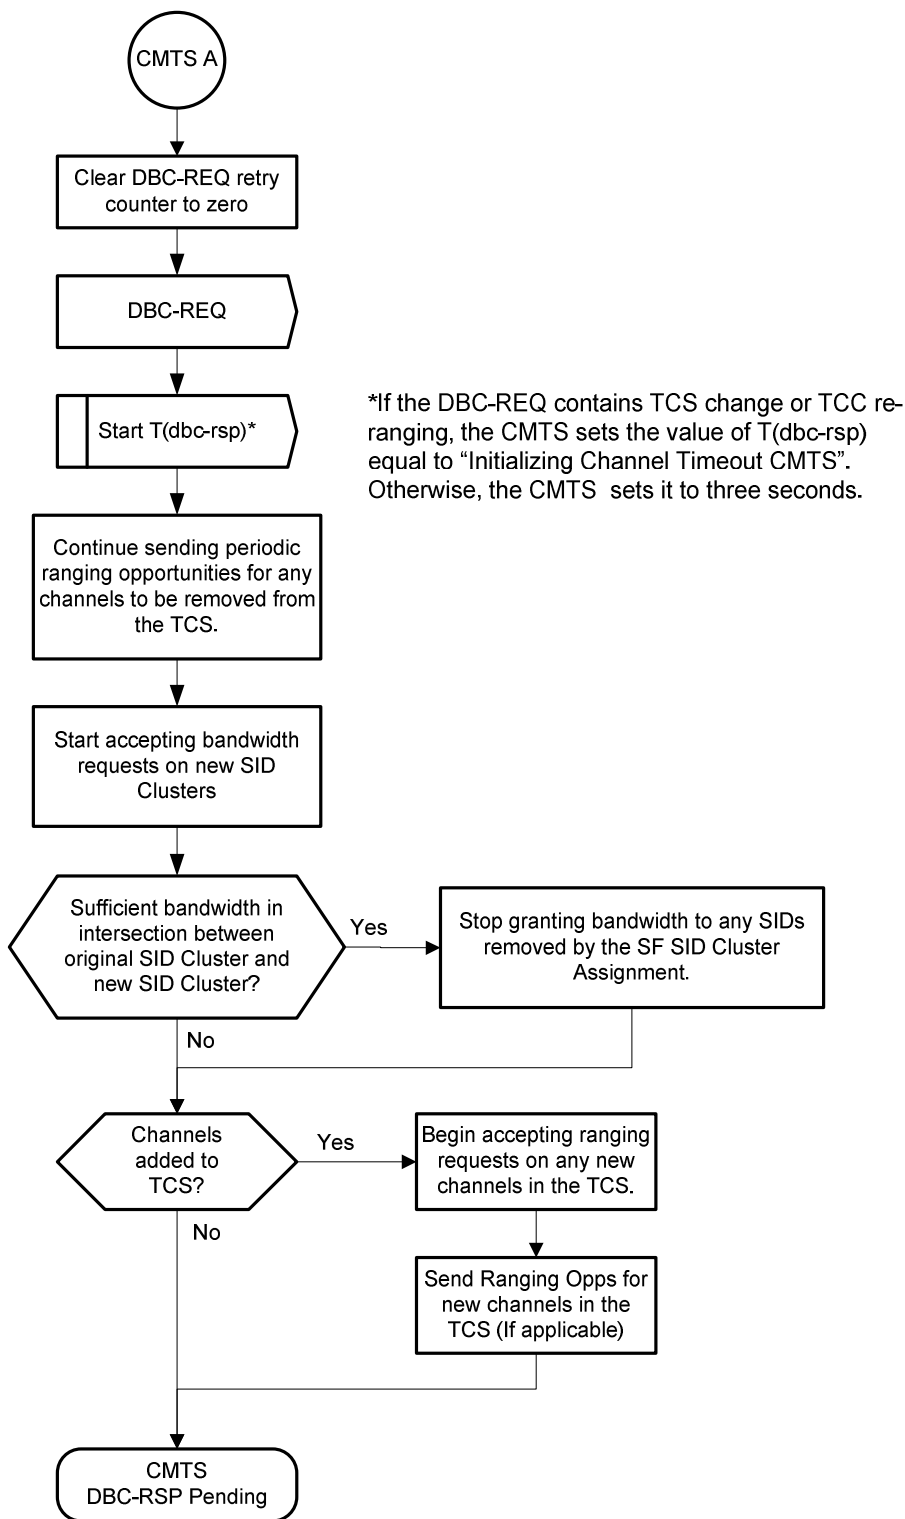 CMTS A
Clear DBC-REQ retry
counter to zero
DBC-REQ
Start T(dbc-rsp)*
*If the DBC-REQ contains TCS change or TCC re-
ranging, the CMTS sets the value of T(dbc-rsp)
equal to “Initializing Channel Timeout CMTS”.
Otherwise, the CMTS sets it to three seconds.
Continue sending periodic
ranging opportunities for any
channels to be removed from
the TCS.
Start accepting bandwidth
requests on new SID
Clusters
Sufficient bandwidth in
intersection between
original SID Cluster and
new SID Cluster?
Yes
Stop granting bandwidth to any SIDs
removed by the SF SID Cluster
Assignment.
No
Channels
added to
TCS?
Yes
Begin accepting ranging
requests on any new
channels in the TCS.
No
Send Ranging Opps for
new channels in the
TCS (If applicable)
CMTS
DBC-RSP Pending